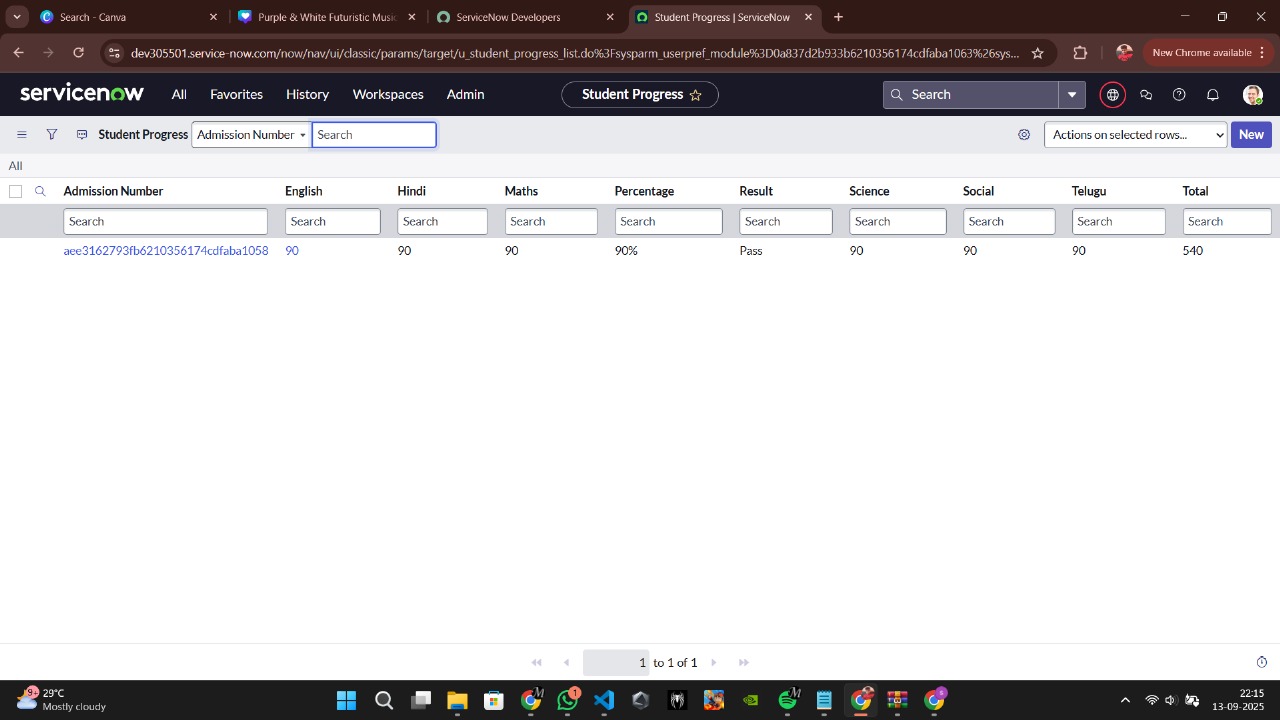 Search - Canva
Purple & White Futuristic Music
ServiceNow Developers
Student Progress | ServiceNow
dev305501.service-now.com/now/nav/ui/classic/params/target/u_student_progress_list.do%3Fsysparm_userpref_module%3D0a837d2b933b6210356174cdfaba1063%26sys...
New Chrome available
servicenow
All Favorites History Workspaces Admin
Student Progress
Search
Student Progress
Admission Number
Search
Actions on selected rows...
New
All
Admission Number English Hindi Maths Percentage Result Science Social Telugu Total
Search Search Search Search Search Search Search Search Search Search
aee3162793fb6210356174cdfaba1058 90 90 90 90% Pass 90 90 90 540
1 to 1 of 1
9+
29°C
Mostly cloudy
1
22:15
13-09-2025